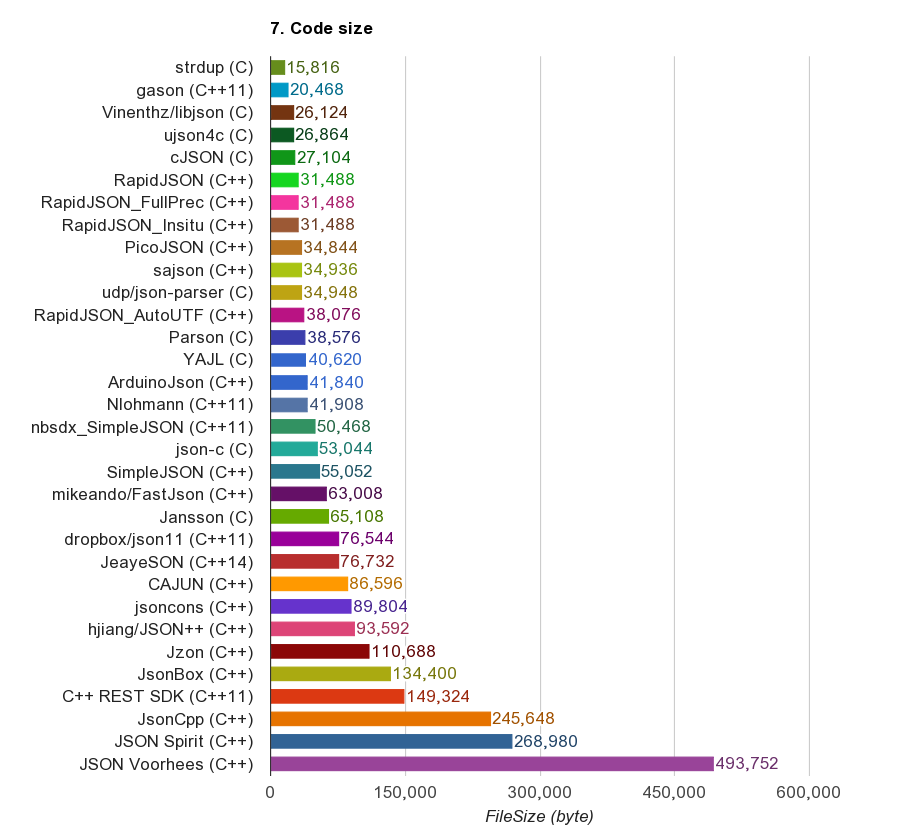 7. Code size
strdup (C) 15,816
gason (C++11) 20,468
Vinenthz/libjson (C) 26,124
ujson4c (C) 26,864
cJSON (C) 27,104
RapidJSON (C++) 31,488
RapidJSON_FullPrec (C++) 31,488
RapidJSON_Insitu (C++) 31,488
PicoJSON (C++) 34,844
sajson (C++) 34,936
udp/json-parser (C) 34,948
RapidJSON_AutoUTF (C++) 38,076
Parson (C) 38,576
YAJL (C) 40,620
ArduinoJson (C++) 41,840
Nlohmann (C++11) 41,908
nbsdx_SimpleJSON (C++11) 50,468
json-c (C) 53,044
SimpleJSON (C++) 55,052
mikeando/FastJson (C++) 63,008
Jansson (C) 65,108
dropbox/json11 (C++11) 76,544
JeayeSON (C++14) 76,732
CAJUN (C++) 86,596
jsoncons (C++) 89,804
hjiang/JSON++ (C++) 93,592
Jzon (C++) 110,688
JsonBox (C++) 134,400
C++ REST SDK (C++11) 149,324
JsonCpp (C++) 245,648
JSON Spirit (C++) 268,980
JSON Voorhees (C++) 493,752
0 150,000 300,000 450,000 600,000
FileSize (byte)